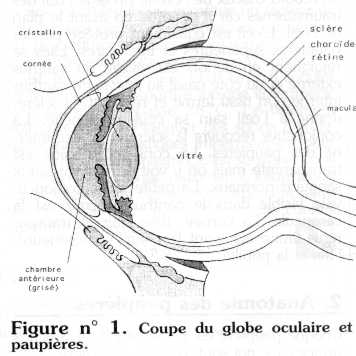 cristallin
cornée
sclère
choroïde
rétine
macula
vitré
chambre
antérieure
(grisé)
Figure n° 1. Coupe du globe oculaire et
paupières.